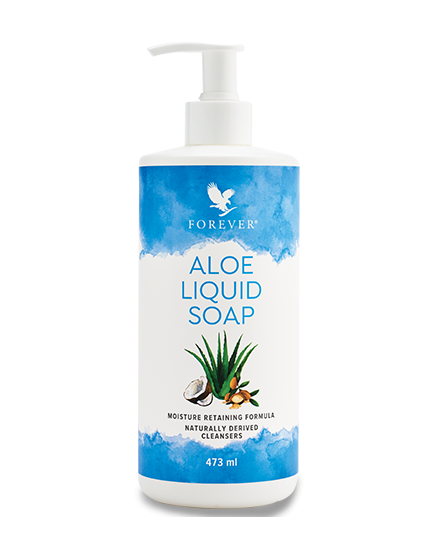 FOREVER®
ALOE
LIQUID
SOAP
MOISTURE RETAINING FORMULA
NATURALLY DERIVED
CLEANSERS
473 ml